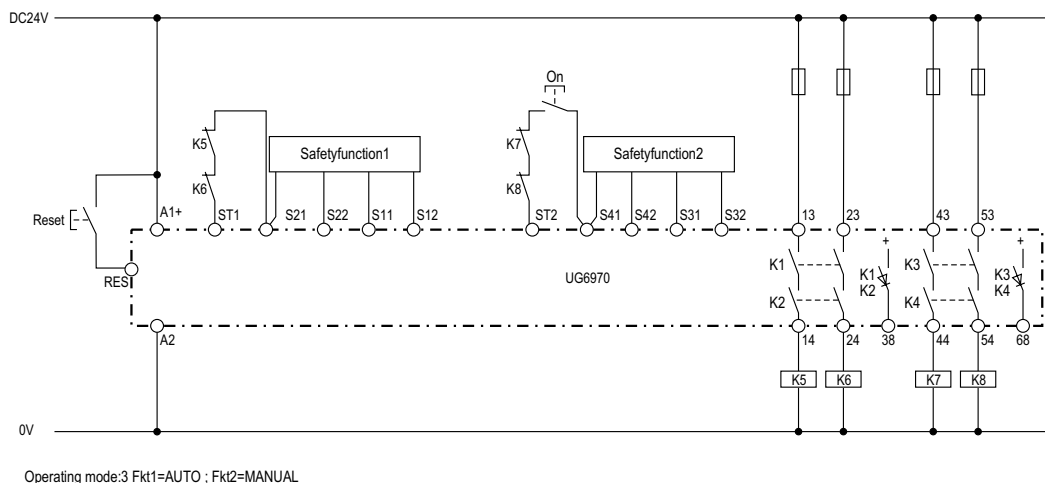 DC24V
On
K5
K7
Safetyfunction1
Safetyfunction2
K6
K8
Reset
A1+
ST1
S21
S22
S11
S12
ST2
S41
S42
S31
S32
13
23
43
53
+
+
RES
UG6970
K1
K1
K3
K3
K2
K2
K4
K4
A2
14
24
38
44
54
68
K5
K6
K7
K8
0V
Operating mode:3 Fkt1=AUTO ; Fkt2=MANUAL